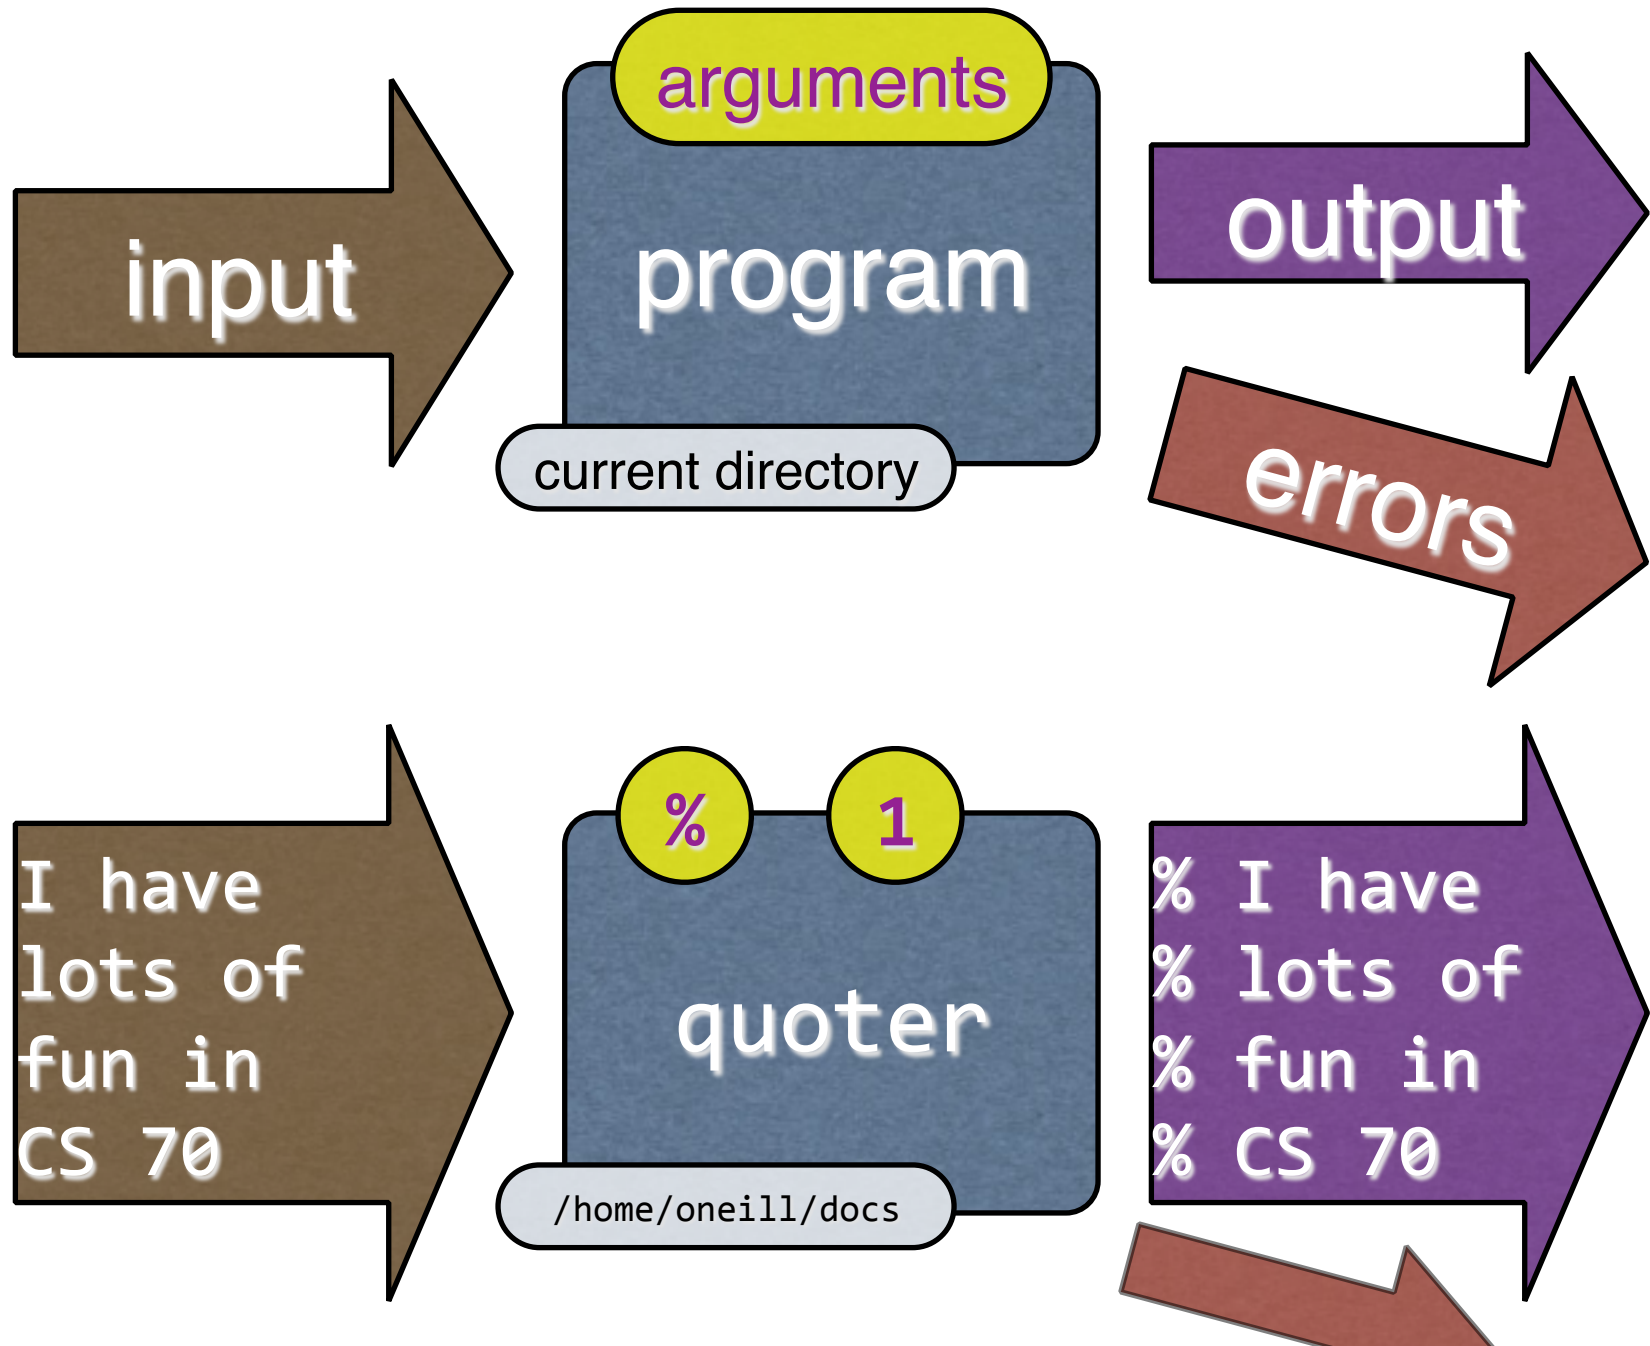 arguments
input
program
output
current directory
errors
% 1
I have
lots of
fun in
CS 70
quoter
/home/oneill/docs
% I have
% lots of
% fun in
% CS 70